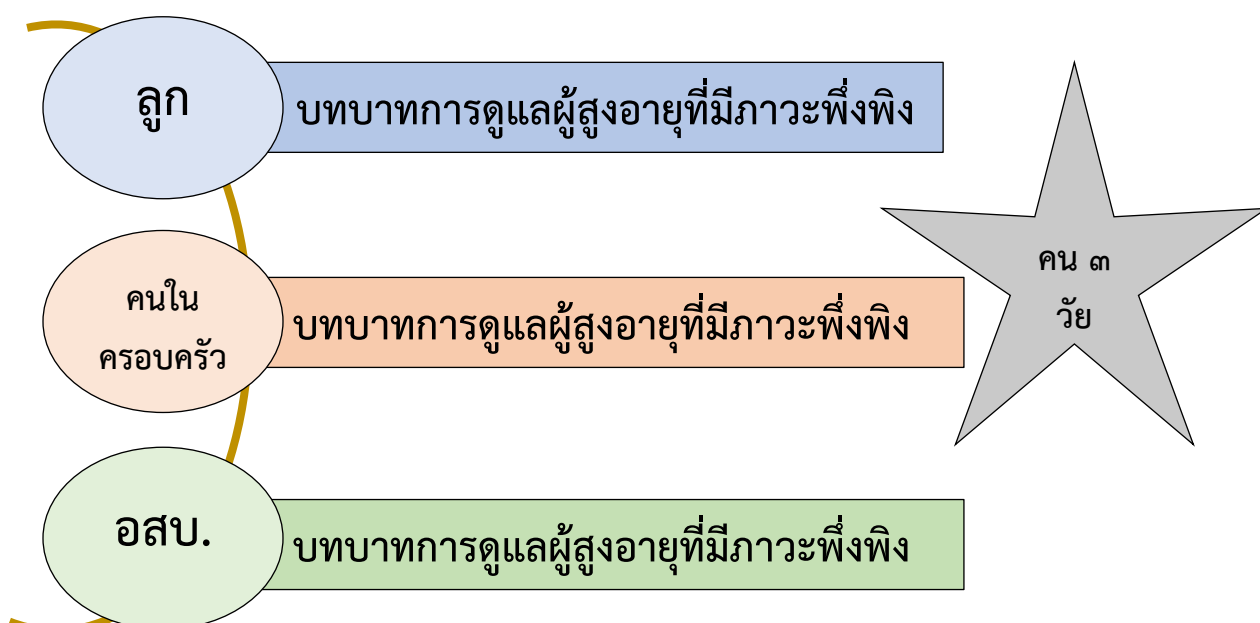 ลูก
บทบาทการดูแลผู้สูงอายุที่มีภาวะพึ่งพิง
คนใน
ครอบครัว
บทบาทการดูแลผู้สูงอายุที่มีภาวะพึ่งพิง
คน ๓
วัย
อสบ.
บทบาทการดูแลผู้สูงอายุที่มีภาวะพึ่งพิง